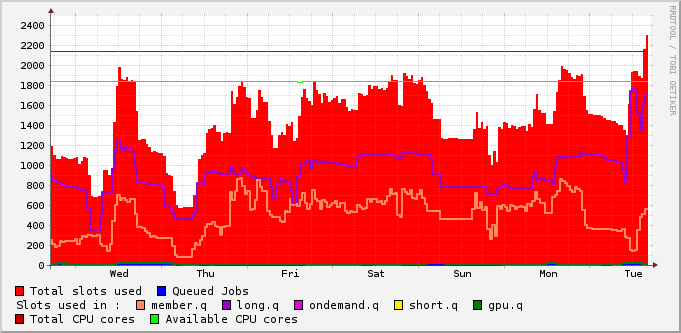 RRDTOOL / TOBI OETIKER
2400
2200
2000
1800
1600
1400
1200
1000
800
600
400
200
0
Wed Thu Fri Sat Sun Mon Tue
Total slots used Queued Jobs
Slots used in : member.q long.q ondemand.q short.q gpu.q
Total CPU cores Available CPU cores